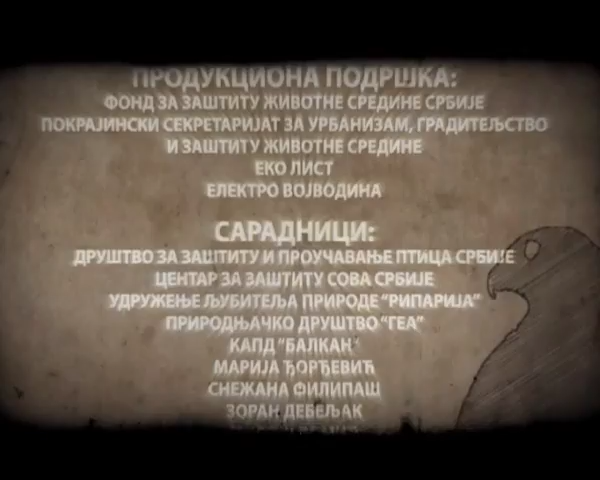 ПРОДУКЦИОНА ПОДРШКА:
ФОНД ЗА ЗАШТИТУ ЖИВОТНЕ СРЕДИНЕ СРБИЈЕ
ПОКРАЈИНСКИ СЕКРЕТАРИЈАТ ЗА УРБАНИЗАМ, ГРАДИТЕЉСТВО
И ЗАШТИТУ ЖИВОТНЕ СРЕДИНЕ
ЕКО ЛИСТ
ЕЛЕКТРО ВОЈВОДИНА
САРАДНИЦИ:
ДРУШТВО ЗА ЗАШТИТУ И ПРОУЧАВАЊЕ ПТИЦА СРБИЈЕ
ЦЕНТАР ЗА ЗАШТИТУ СОВА СРБИЈЕ
УДРУЖЕЊЕ ЉУБИТЕЉА ПРИРОДЕ "РИПАРИЈА"
ПРИРОДЊАЧКО ДРУШТВО "ГЕА"
КАПД "БАЛКАН"
МАРИЈА ЂОРЂЕВИЋ
СНЕЖАНА ФИЛИПАШ
ЗОРАН ДЕБЕЉАК